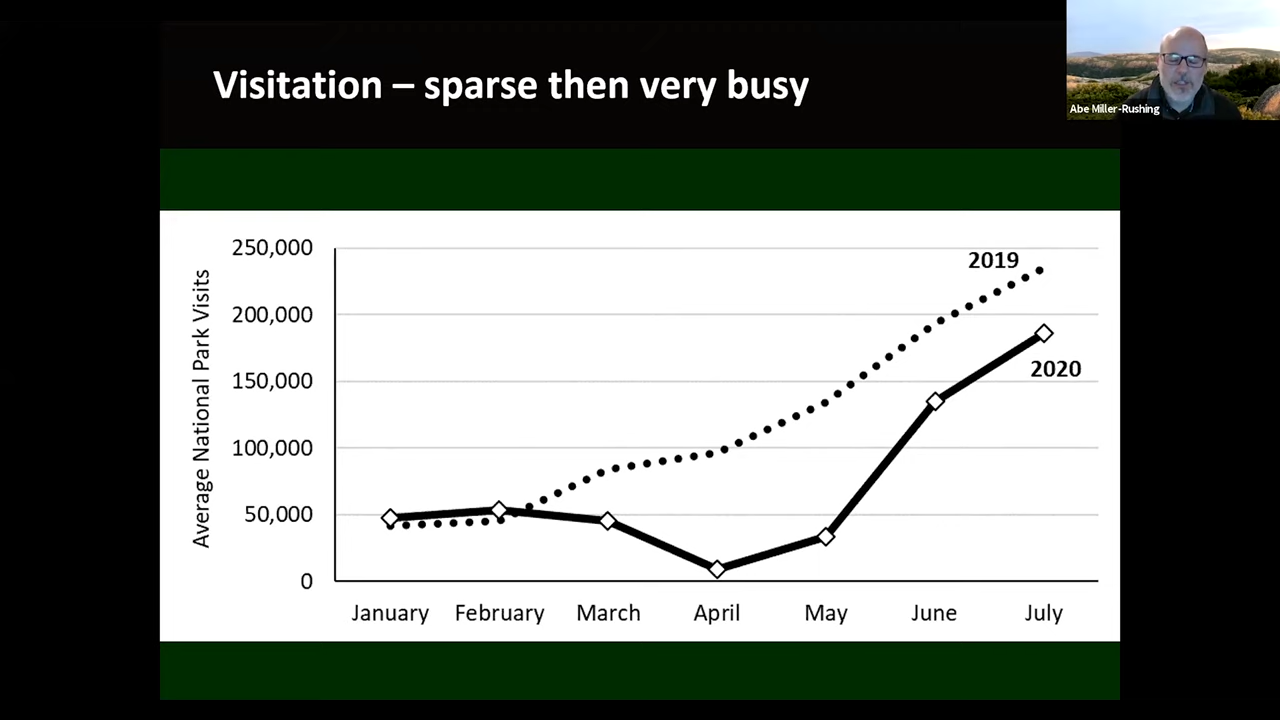 Visitation – sparse then very busy
Abe Miller-Rushing
Average National Park Visits
250,000
200,000
150,000
100,000
50,000
0
2019
2020
January February March April May June July